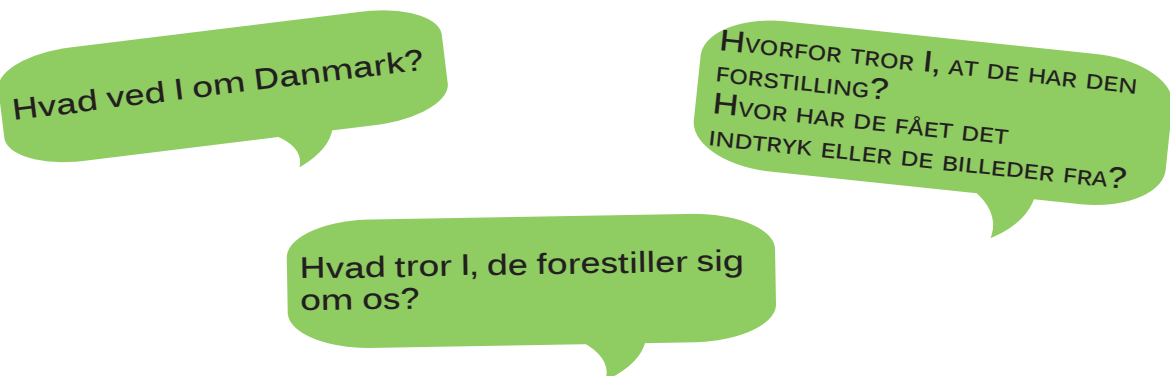 Hvad ved I om Danmark?
Hvorfor tror I, at de har den
forstilling?
Hvor har de fået det
indtryk eller de billeder fra?
Hvad tror I, de forestiller sig
om os?